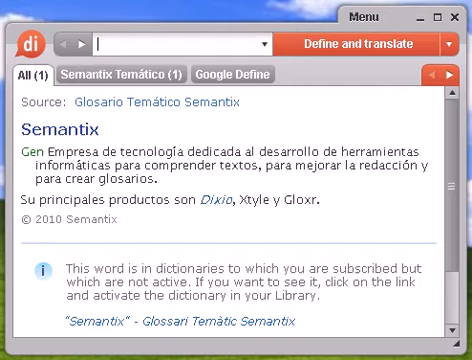 Menu
di
Define and translate
All (1)
Semantix Temático (1)
Google Define
Source: Glosario Temático Semantix
Semantix
Gen Empresa de tecnología dedicada al desarrollo de herramientas
informáticas para comprender textos, para mejorar la redacción y
para crear glosarios.
Su principales productos son Dixio, Xtyle y Gloxr.
© 2010 Semantix
i
This word is in dictionaries to which you are subscribed but
which are not active. If you want to see it, click on the link
and activate the dictionary in your Library.
"Semantix" - Glossari Temàtic Semantix